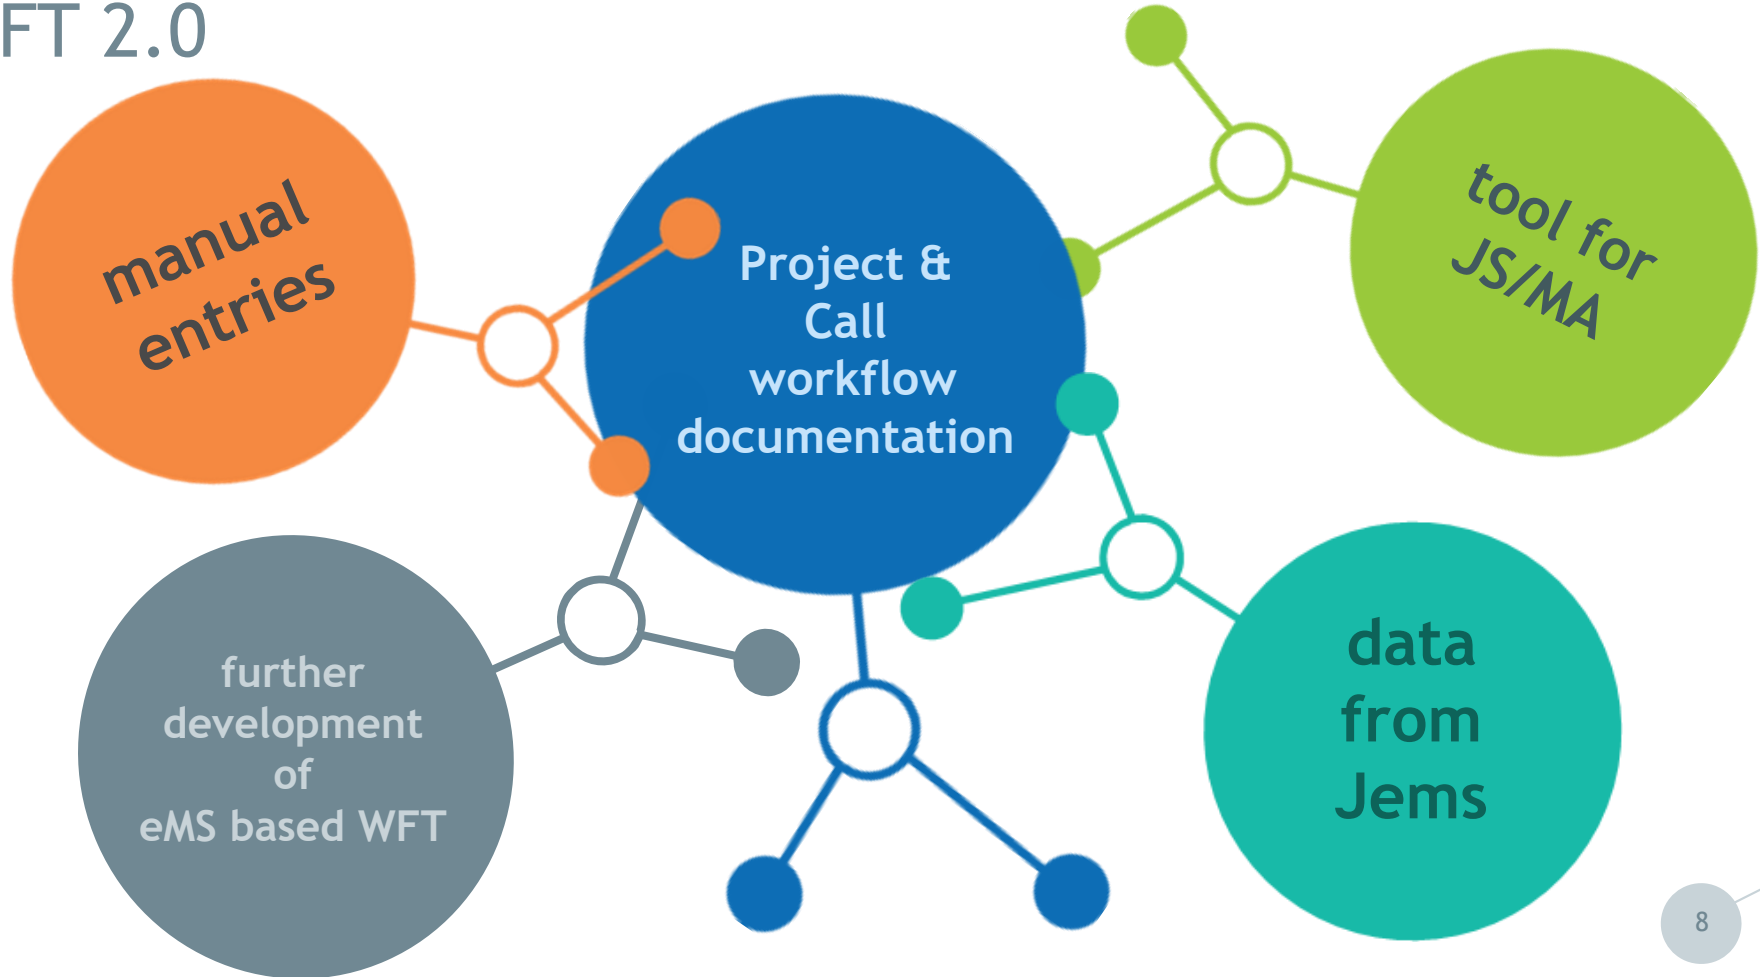 FT 2.0
manual
entries
Project &
Call
workflow
documentation
tool for
JS/MA
further
development
of
eMS based WFT
data
from
Jems
8